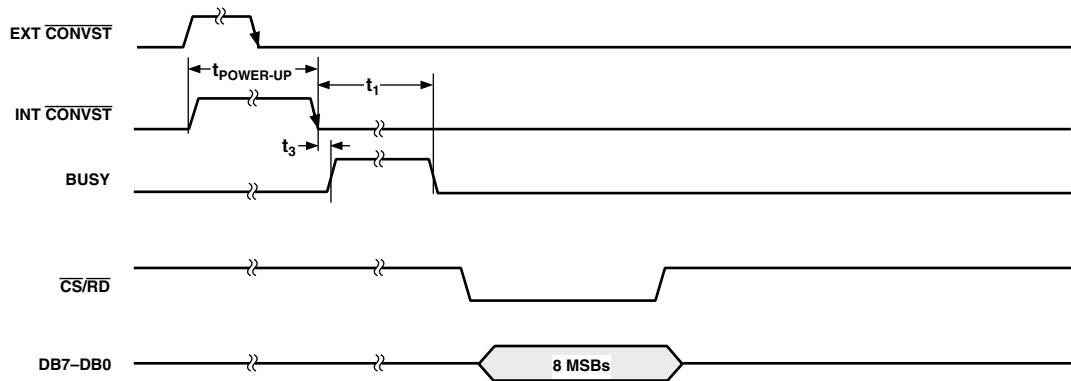 EXT CONVST
tPOWER-UP
t1
INT CONVST
t3
BUSY
CS/RD
DB7–DB0
8 MSBs